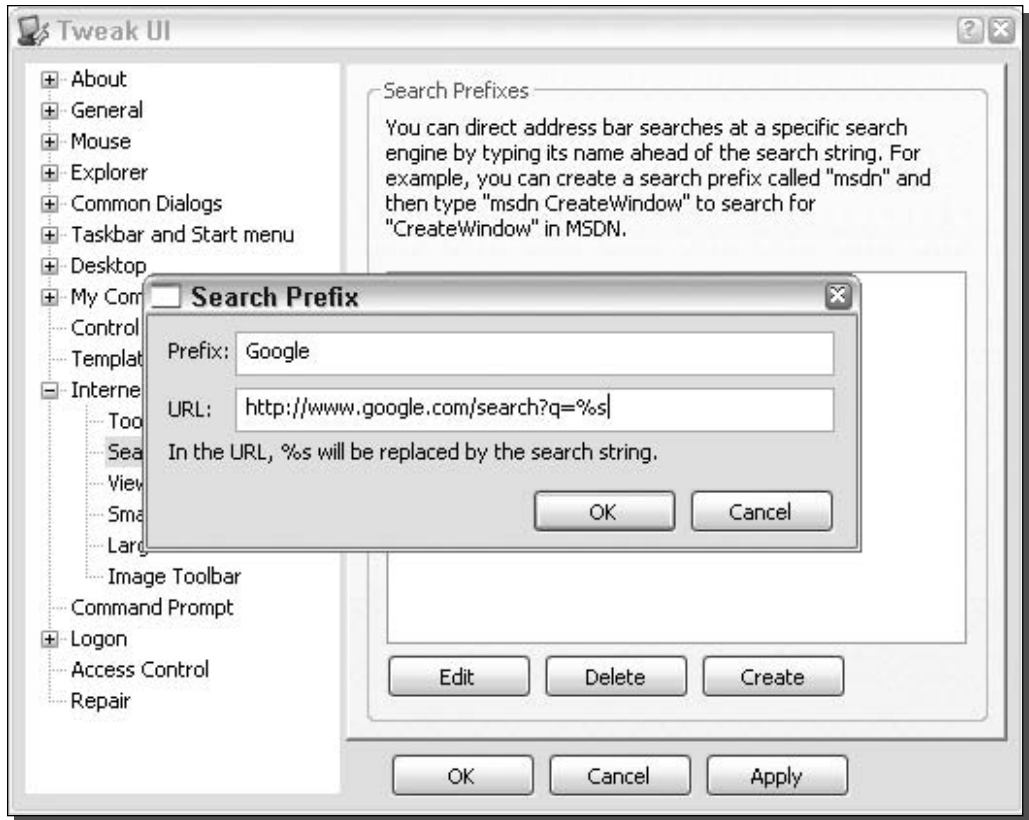 Tweak UI
About
General
Mouse
Explorer
Common Dialogs
Taskbar and Start menu
Desktop
My Com
Control
Templat
Interne
Too
Sea
View
Sma
Larg
Image Toolbar
Command Prompt
Logon
Access Control
Repair
Search Prefixes
You can direct address bar searches at a specific search
engine by typing its name ahead of the search string. For
example, you can create a search prefix called "msdn" and
then type "msdn CreateWindow" to search for
"CreateWindow" in MSDN.
Search Prefix
Prefix: Google
URL: http://www.google.com/search?q=%s
In the URL, %s will be replaced by the search string.
OK Cancel
Edit Delete Create
OK Cancel Apply